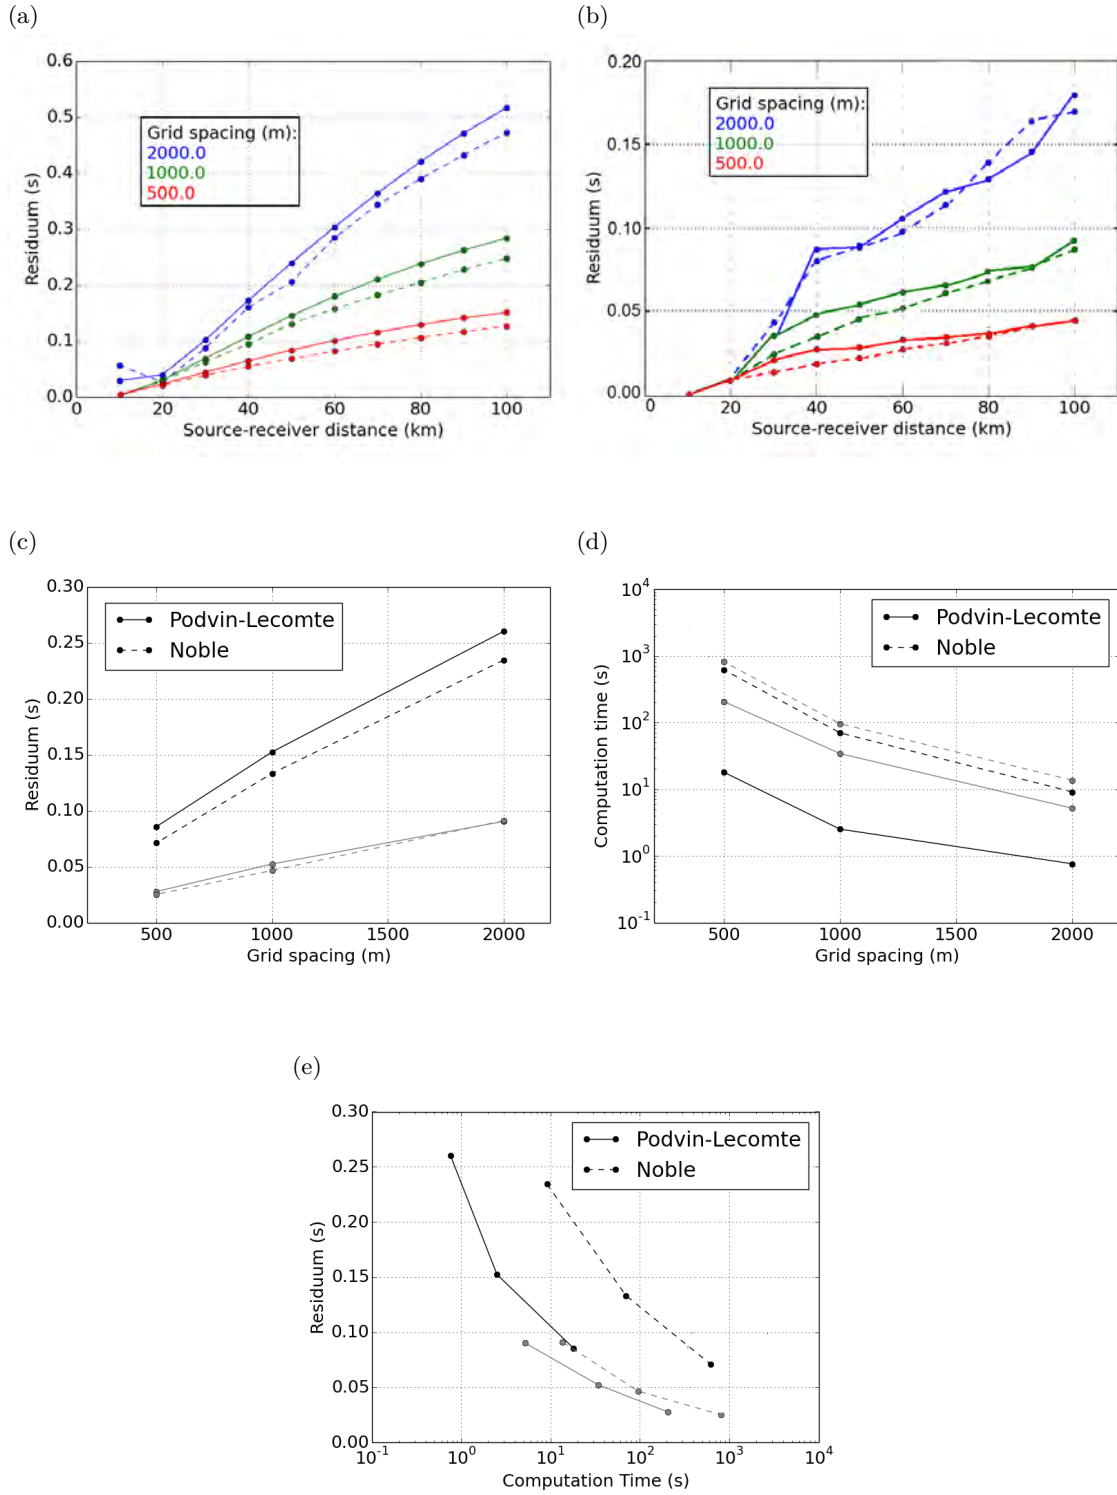 (a)
0.6
0.5
0.4
0.3
0.2
0.1
0.0
Residuum (s)
Grid spacing (m):
2000.0
1000.0
500.0
0 20 40 60 80 100
Source-receiver distance (km)
(b)
0.20
0.15
0.10
0.05
0.00
Residuum (s)
Grid spacing (m):
2000.0
1000.0
500.0
0 20 40 60 80 100
Source-receiver distance (km)
(c)
0.30
0.25
0.20
0.15
0.10
0.05
0.00
Residuum (s)
Podvin-Lecomte
Noble
500 1000 1500 2000
Grid spacing (m)
(d)
10^4
10^3
10^2
10^1
10^0
10^-1
Computation time (s)
Podvin-Lecomte
Noble
500 1000 1500 2000
Grid spacing (m)
(e)
0.30
0.25
0.20
0.15
0.10
0.05
0.00
Residuum (s)
Podvin-Lecomte
Noble
10^-1 10^0 10^1 10^2 10^3 10^4
Computation Time (s)